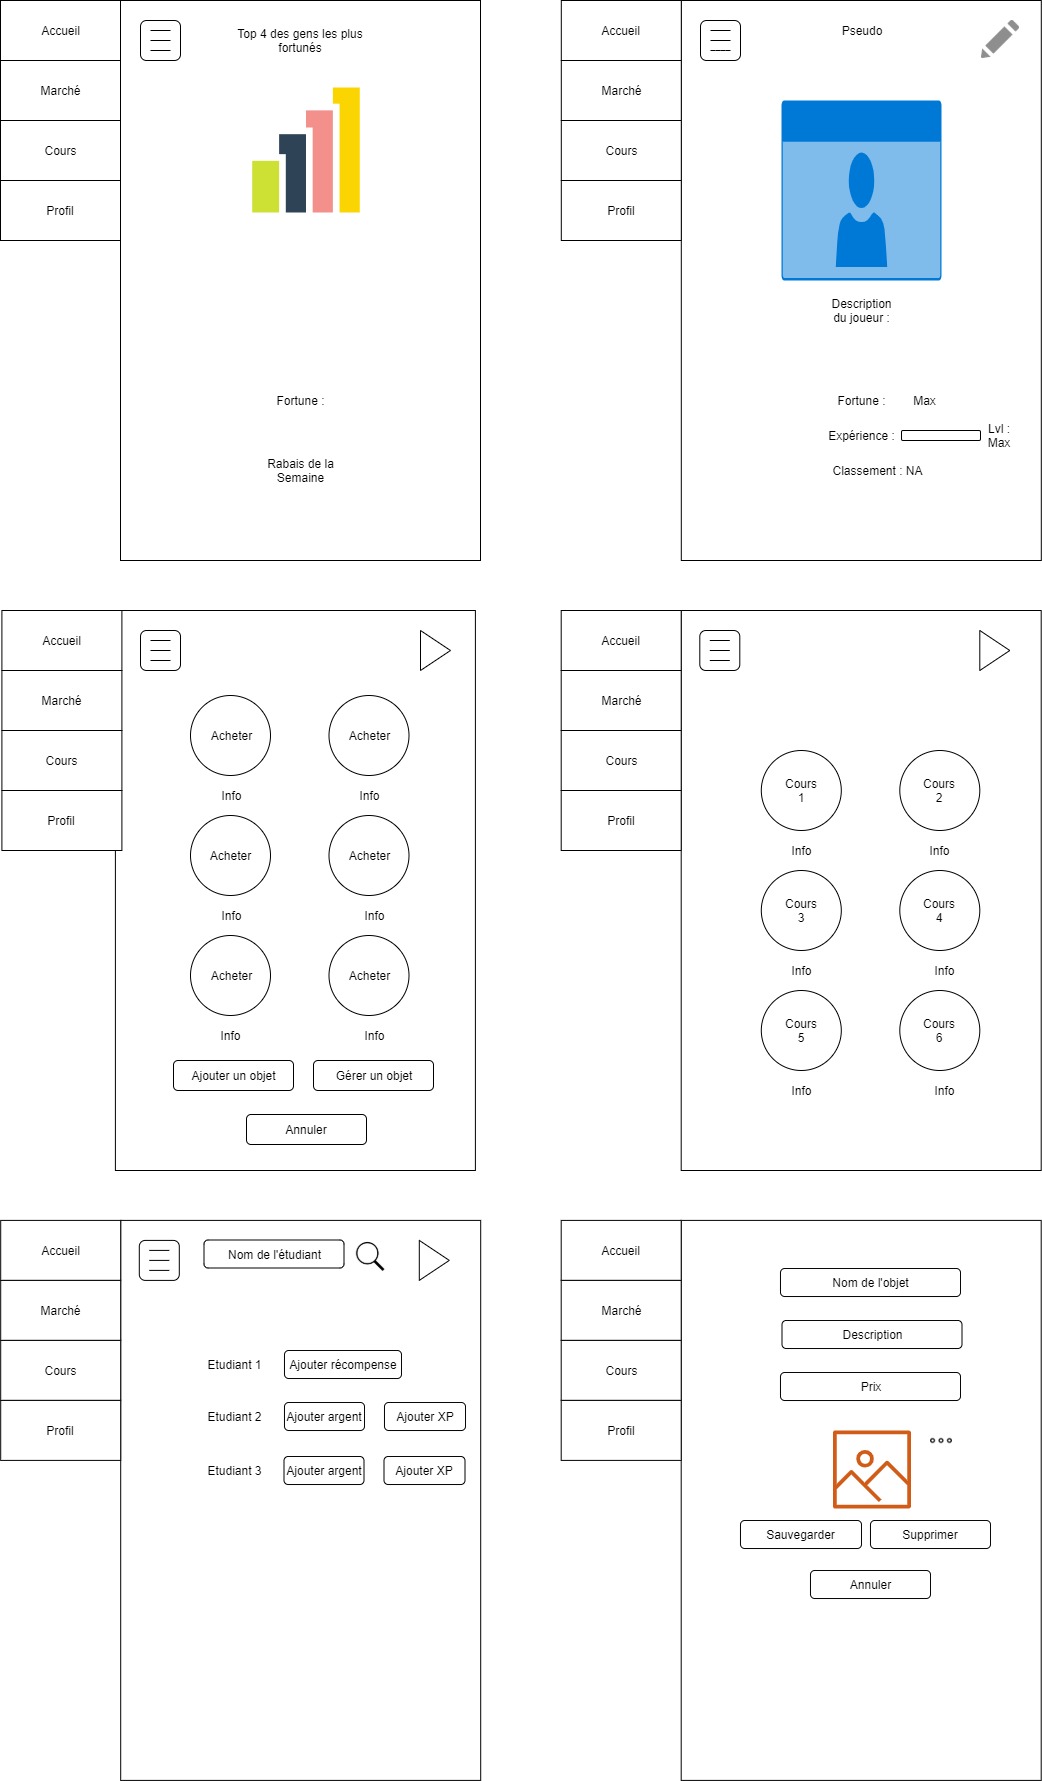 Accueil
Marché
Cours
Profil
Top 4 des gens les plus
fortunés
Fortune :
Rabais de la
Semaine
Accueil
Marché
Cours
Profil
Pseudo
Description
du joueur :
Fortune :
Max
Expérience :
Lvl :
Max
Classement : NA
Accueil
Marché
Cours
Profil
Acheter
Acheter
Info
Info
Acheter
Acheter
Info
Info
Acheter
Acheter
Info
Info
Ajouter un objet
Gérer un objet
Annuler
Accueil
Marché
Cours
Profil
Cours
1
Cours
2
Info
Info
Cours
3
Cours
4
Info
Info
Cours
5
Cours
6
Info
Info
Accueil
Marché
Cours
Profil
Nom de l'étudiant
Etudiant 1
Ajouter récompense
Etudiant 2
Ajouter argent
Ajouter XP
Etudiant 3
Ajouter argent
Ajouter XP
Accueil
Marché
Cours
Profil
Nom de l'objet
Description
Prix
Sauvegarder
Supprimer
Annuler